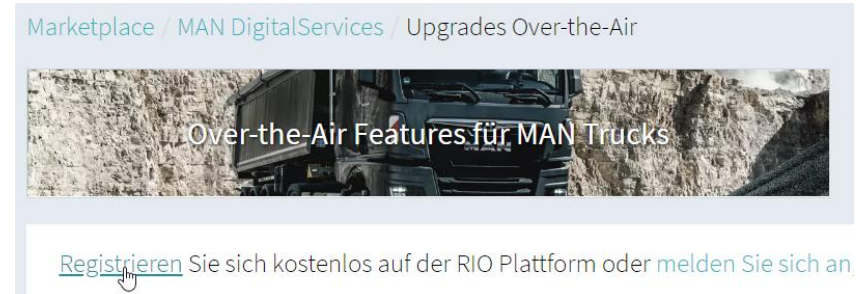 Marketplace / MAN DigitalServices / Upgrades Over-the-Air
Over-the-Air Features für MAN Trucks
MAN
Registrieren Sie sich kostenlos auf der RIO Plattform oder melden Sie sich an,